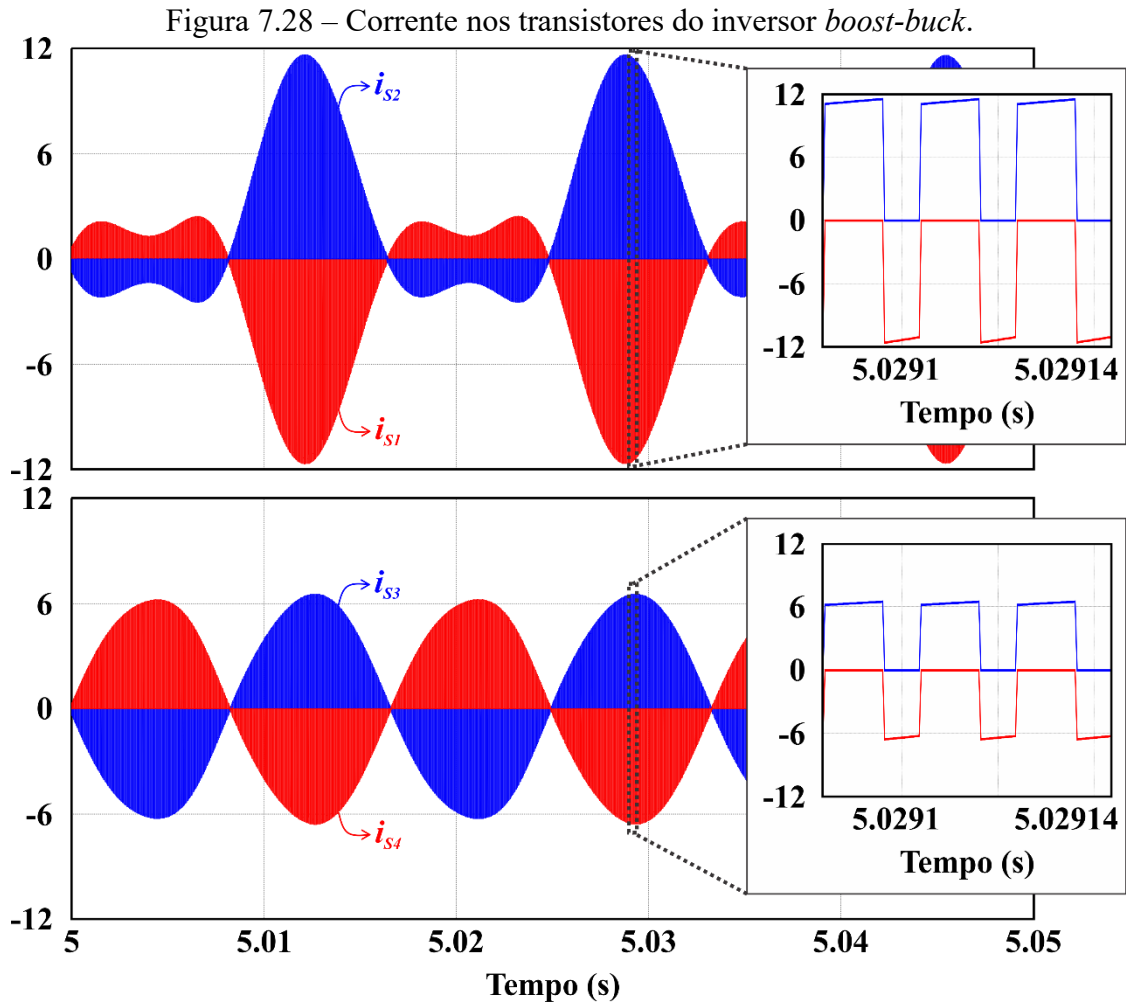 Figura 7.28 – Corrente nos transistores do inversor boost-buck.
12
6
0
-6
-12
iS2
iS1
12
6
0
-6
-12
5.0291 5.02914
Tempo (s)
12
6
0
-6
-12
iS3
iS4
12
6
0
-6
-12
5.0291 5.02914
Tempo (s)
5 5.01 5.02 5.03 5.04 5.05
Tempo (s)